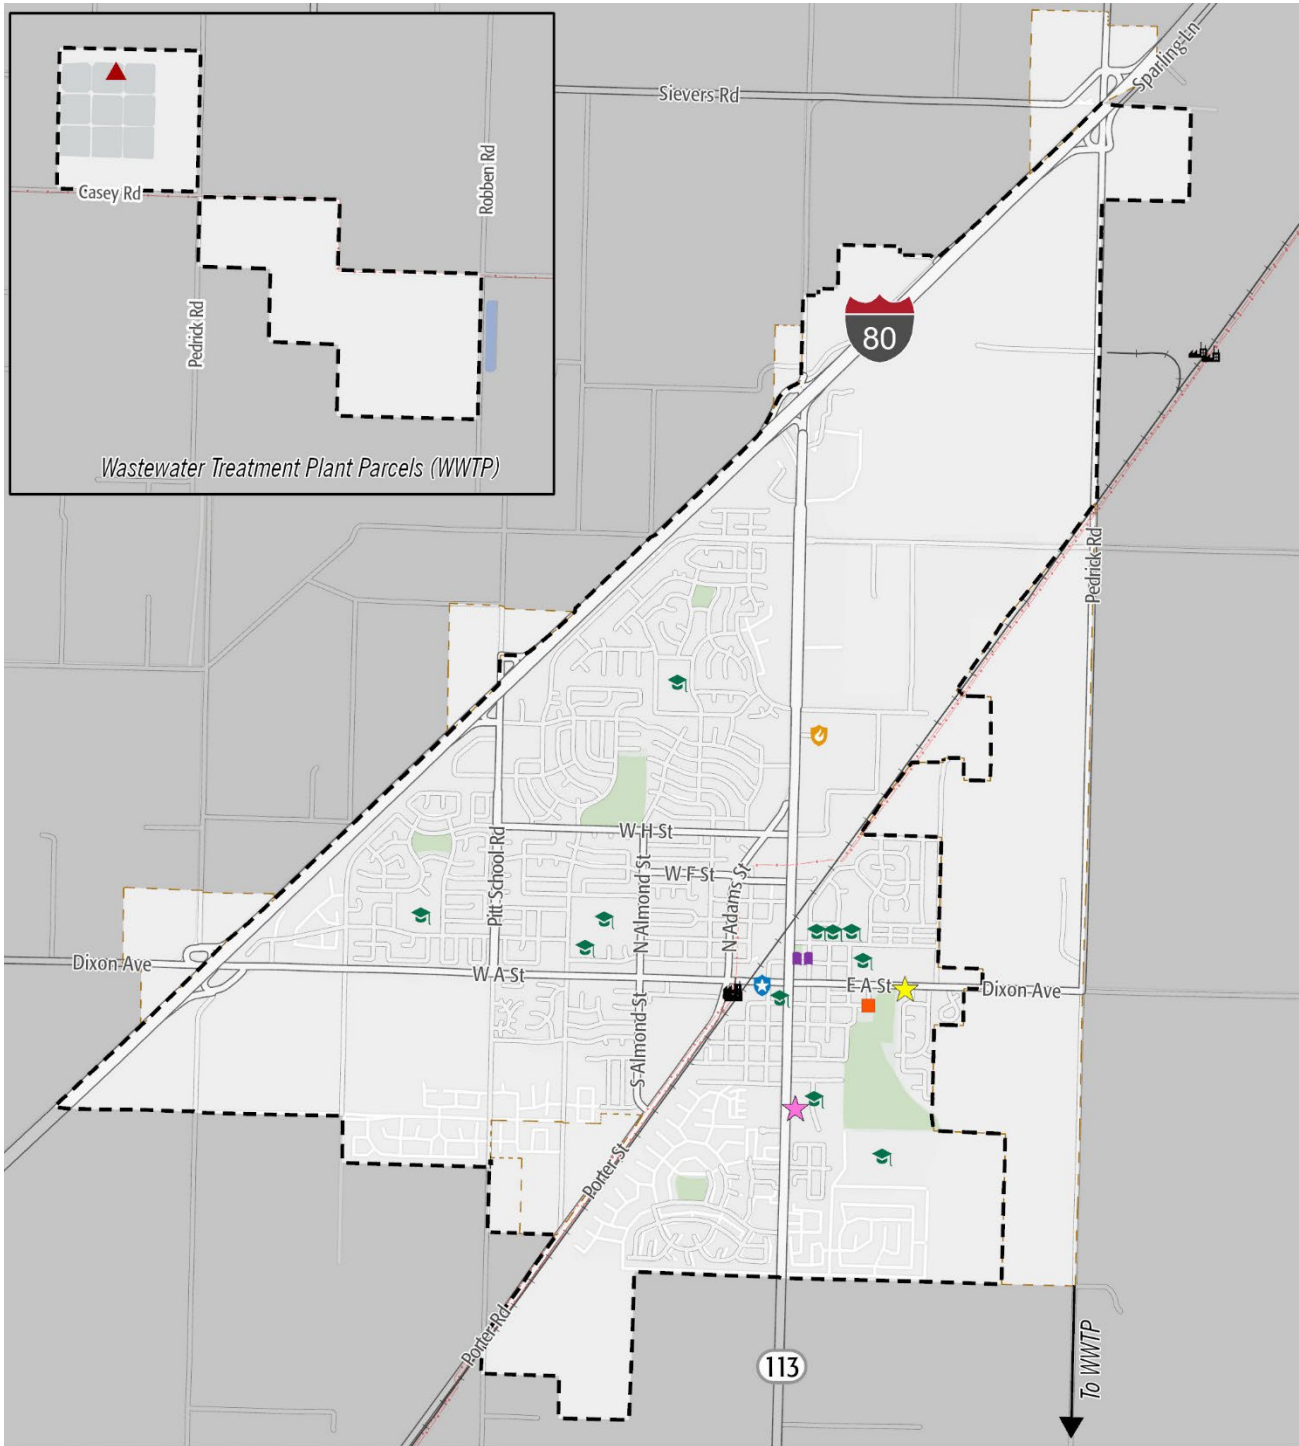 Sparling Ln
Sievers Rd
Casey Rd
Robben Rd
Pedrick Rd
Wastewater Treatment Plant Parcels (WWTP)
80
Pedrick Rd
W H St
Pitt School Rd
N Almond St
W F St
N Adams St
Dixon Ave
W A St
E A St
Dixon Ave
S Almond St
Porter St
Porter Rd
113
To WWTP